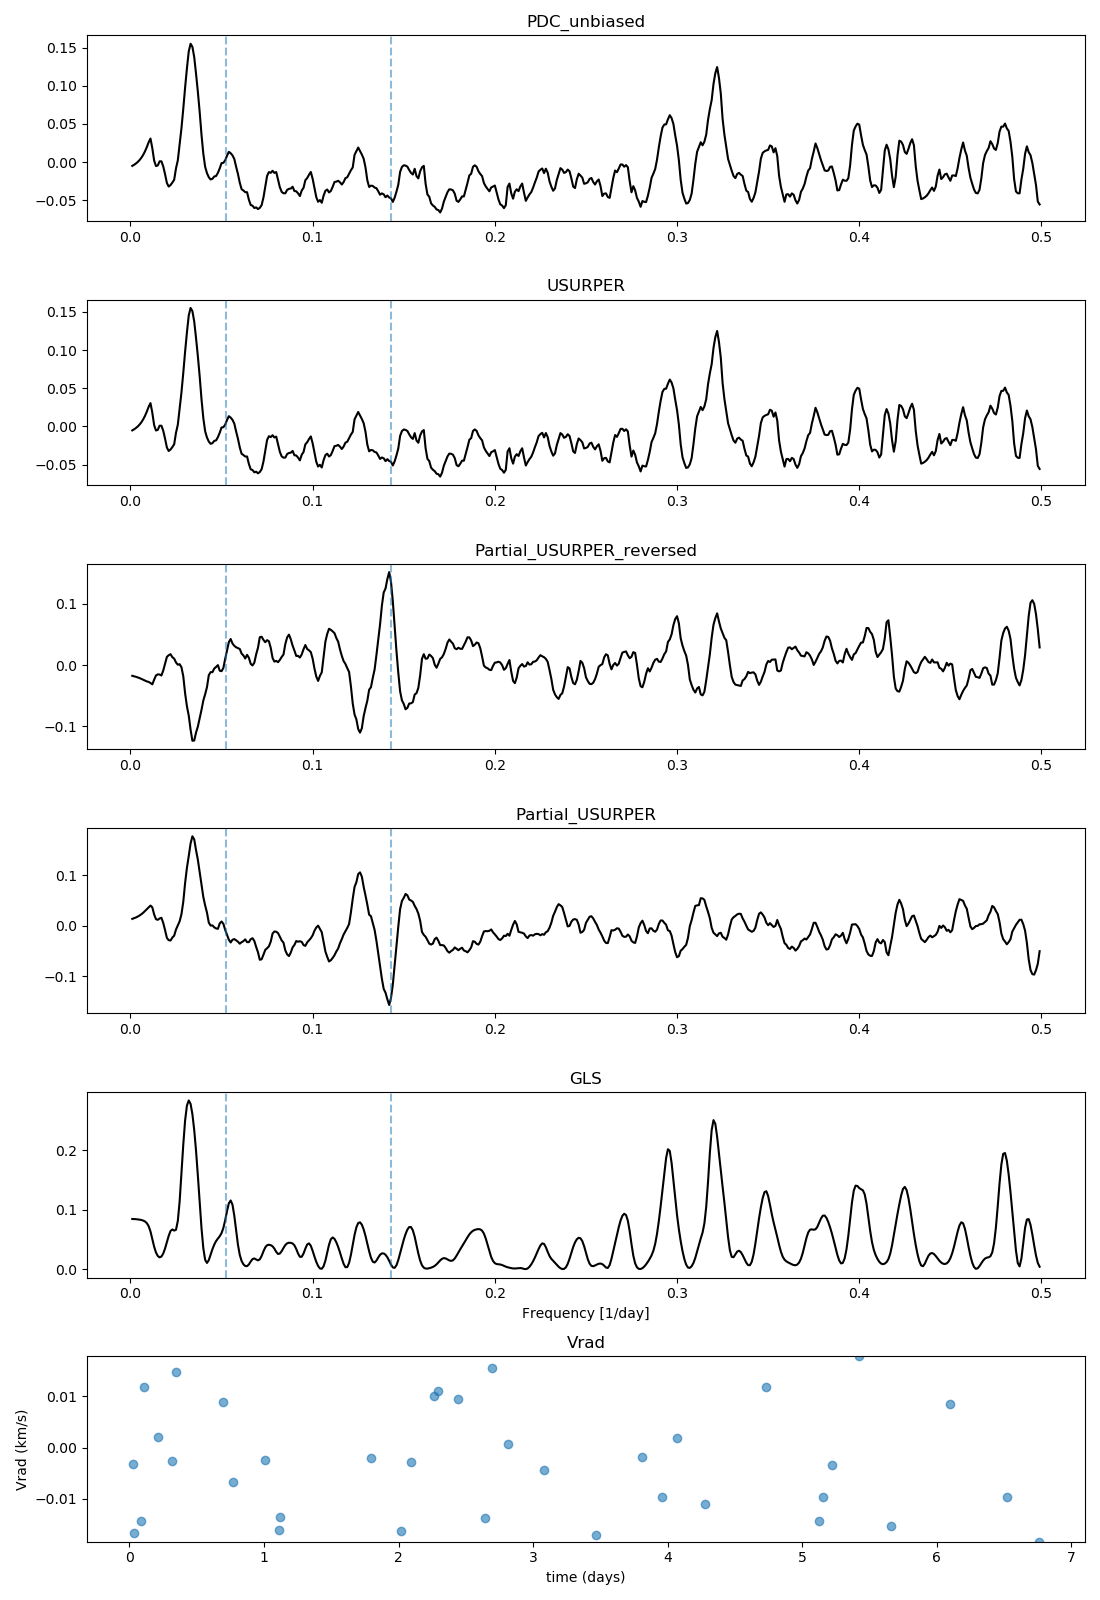 PDC_unbiased
0.15
0.10
0.05
0.00
−0.05
0.0 0.1 0.2 0.3 0.4 0.5
USURPER
0.15
0.10
0.05
0.00
−0.05
0.0 0.1 0.2 0.3 0.4 0.5
Partial_USURPER_reversed
0.1
0.0
−0.1
0.0 0.1 0.2 0.3 0.4 0.5
Partial_USURPER
0.1
0.0
−0.1
0.0 0.1 0.2 0.3 0.4 0.5
GLS
0.2
0.1
0.0
0.0 0.1 0.2 0.3 0.4 0.5
Frequency [1/day]
Vrad
Vrad (km/s)
0.01
0.00
−0.01
0 1 2 3 4 5 6 7
time (days)